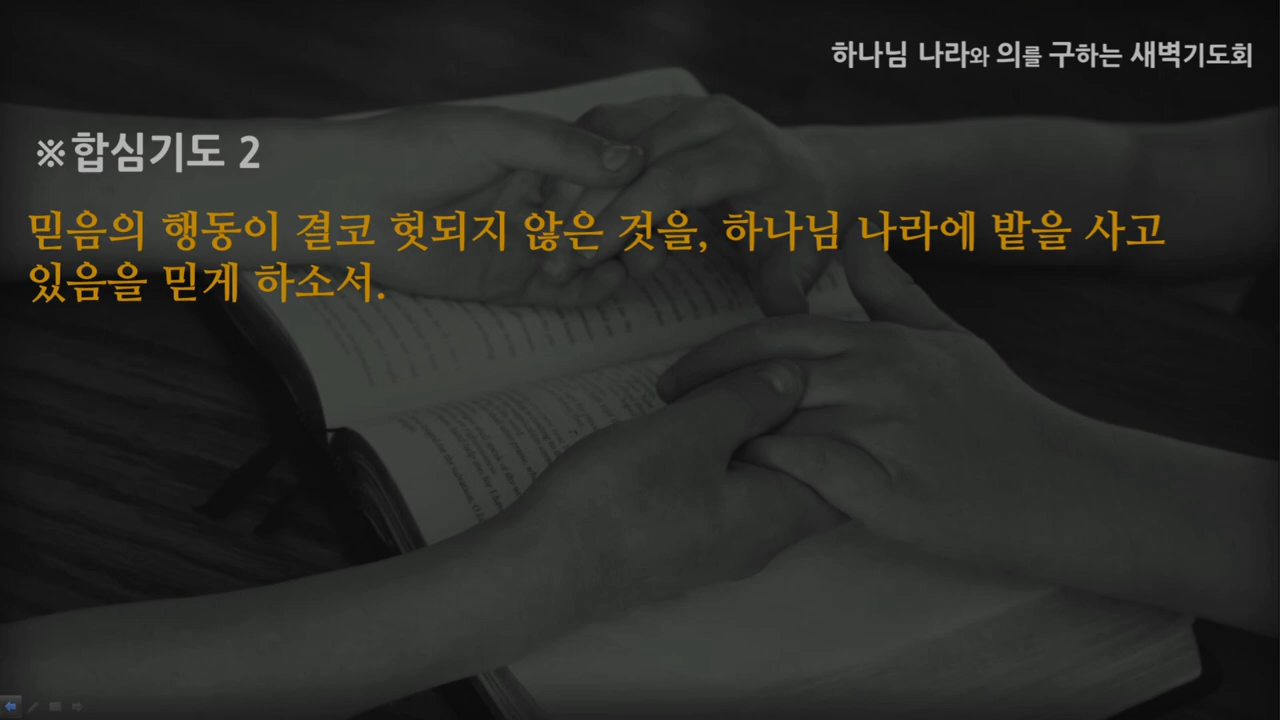 하나님 나라와 의를 구하는 새벽기도회
※합심기도 2
믿음의 행동이 결코 헛되지 않은 것을, 하나님 나라에 밭을 사고
있음을 믿게 하소서.